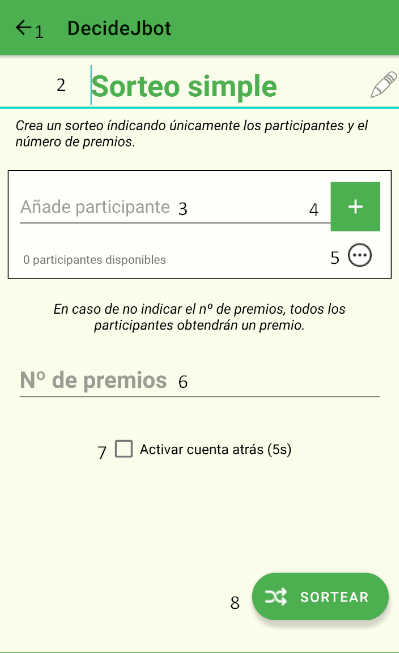 1 DecideJbot
2 Sorteo simple
Crea un sorteo índicando únicamente los participantes y el
número de premios.
Añade participante 3 4 +
0 participantes disponibles 5
En caso de no indicar el nº de premios, todos los
participantes obtendrán un premio.
Nº de premios 6
7 Activar cuenta atrás (5s)
8 SORTEAR